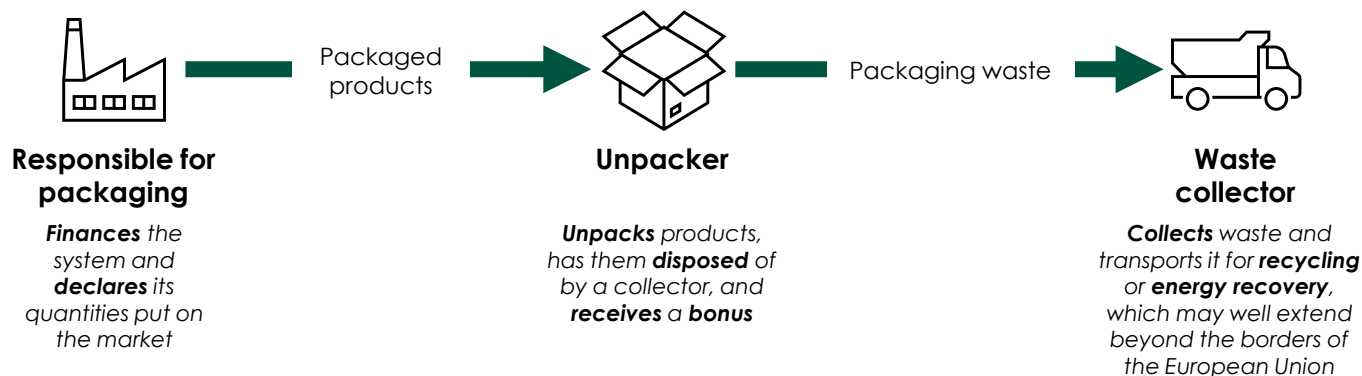 Packaged
products
Packaging waste
Responsible for
packaging
Finances the
system and
declares its
quantities put on
the market
Unpacker
Unpacks products,
has them disposed of
by a collector, and
receives a bonus
Waste
collector
Collects waste and
transports it for recycling
or energy recovery,
which may well extend
beyond the borders of
the European Union